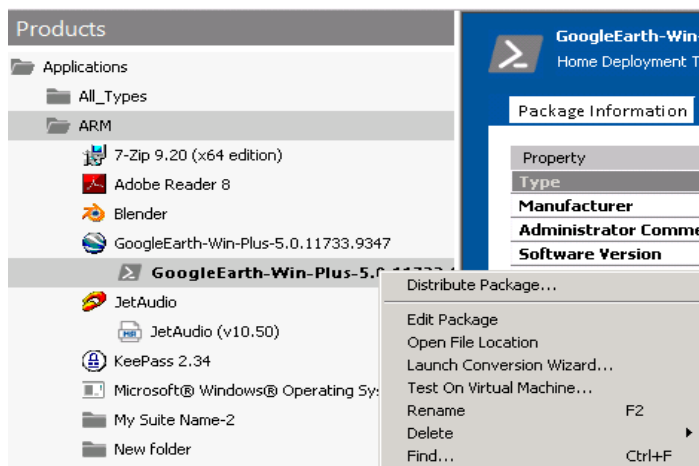 Products
Applications
All_Types
ARM
7-Zip 9.20 (x64 edition)
Adobe Reader 8
Blender
GoogleEarth-Win-Plus-5.0.11733.9347
GoogleEarth-Win-Plus-5.0.11733.
JetAudio
JetAudio (v10.50)
KeePass 2.34
Microsoft® Windows® Operating Sy
My Suite Name-2
New folder
GoogleEarth-Win-
Home Deployment T
Package Information
Property
Type
Manufacturer
Administrator Comme
Software Version
Distribute Package...
Edit Package
Open File Location
Launch Conversion Wizard...
Test On Virtual Machine...
Rename F2
Delete
Find... Ctrl+F